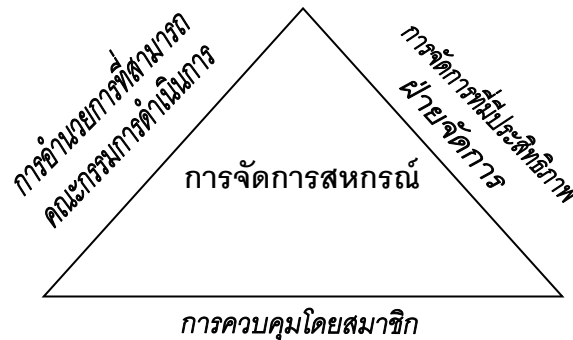 การอำนวยการที่สามารถ
คณะกรรมการดำเนินการ
การจัดการที่มีประสิทธิภาพ
ฝ่ายจัดการ
การจัดการสหกรณ์
การควบคุมโดยสมาชิก